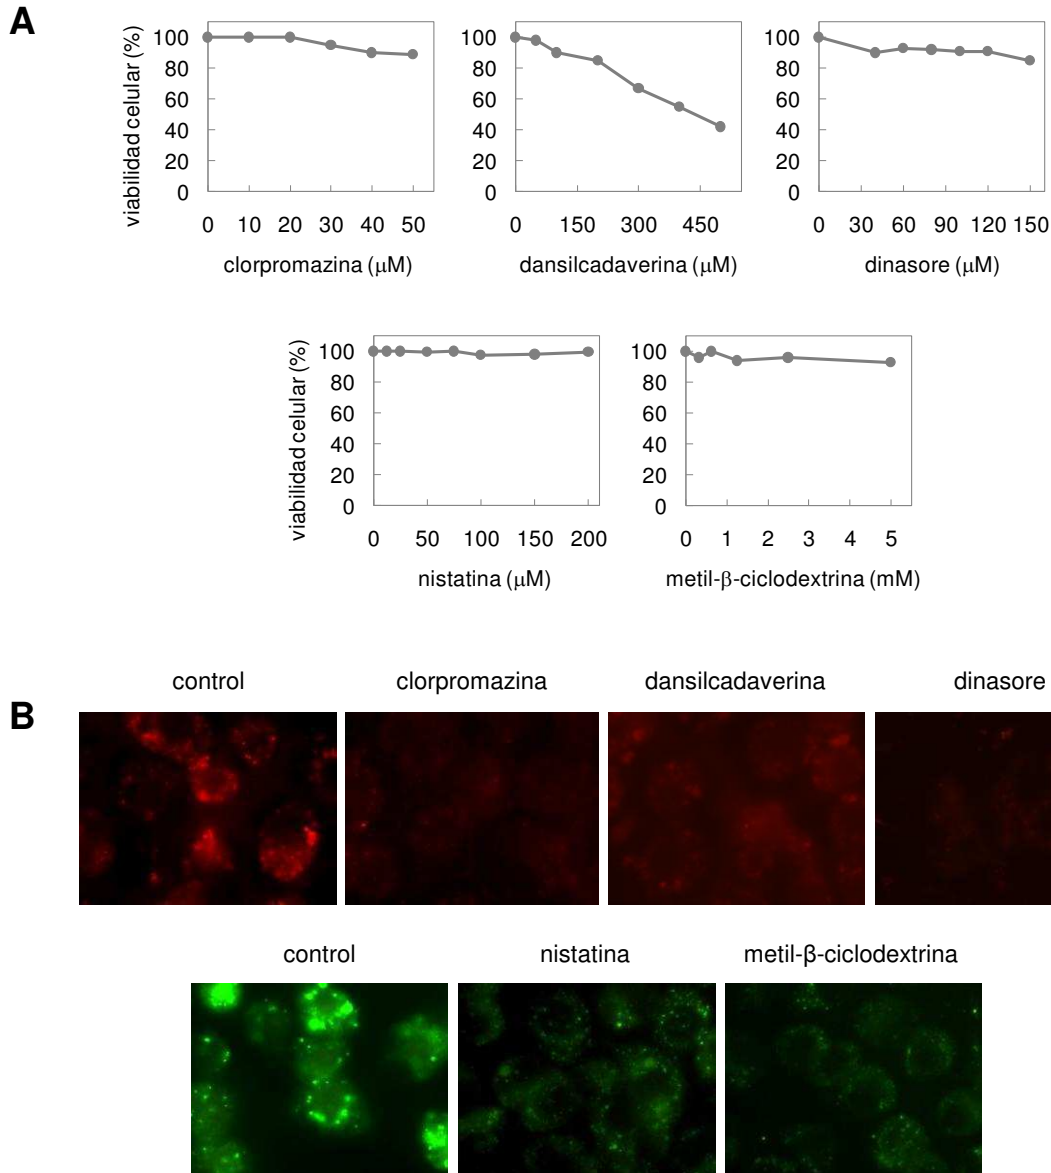 A
viabilidad celular (%)
100
80
60
40
20
0
0 10 20 30 40 50
clorpromazina (μM)
100
80
60
40
20
0
0 150 300 450
dansilcadaverina (μM)
100
80
60
40
20
0
0 30 60 90 120 150
dinasore (μM)
viabilidad celular (%)
100
80
60
40
20
0
0 50 100 150 200
nistatina (μM)
100
80
60
40
20
0
0 1 2 3 4 5
metil-β-ciclodextrina (mM)
B
control clorpromazina dansilcadaverina dinasore
control nistatina metil-β-ciclodextrina